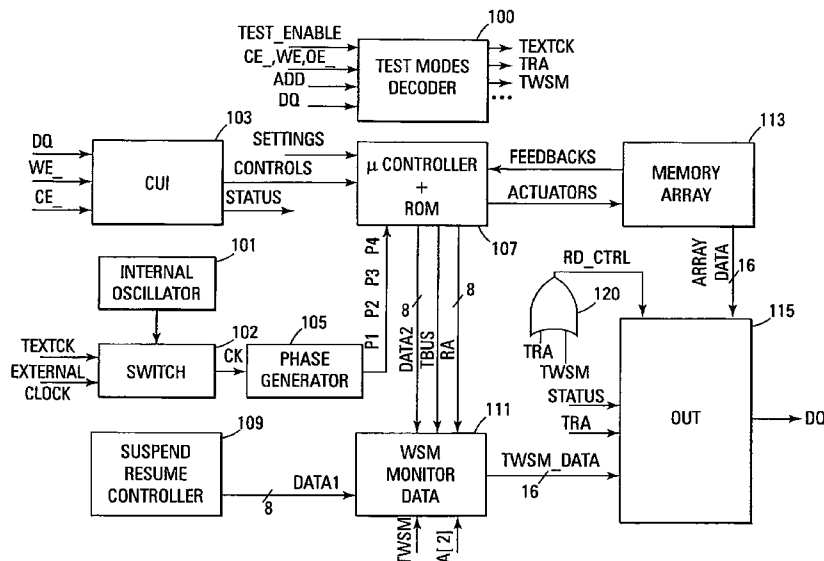 100
TEST_ENABLE
CE_,WE,OE_
ADD
DQ
TEST MODES
DECODER
TEXTCK
TRA
TWSM
...
103
DQ
WE_
CE_
CUI
SETTINGS
CONTROLS
STATUS
μ CONTROLLER
+
ROM
107
FEEDBACKS
ACTUATORS
113
MEMORY
ARRAY
101
INTERNAL
OSCILLATOR
TEXTCK
EXTERNAL
CLOCK
102
SWITCH
CK
105
PHASE
GENERATOR
P1 P2 P3 P4
8
DATA2
TBUS
RA
8
RD_CTRL
120
TRA
TWSM
ARRAY
DATA
16
115
STATUS
TRA
OUT
DQ
109
SUSPEND
RESUME
CONTROLLER
DATA1
8
111
WSM
MONITOR
DATA
TWSM_DATA
16
TWSM
A[2]